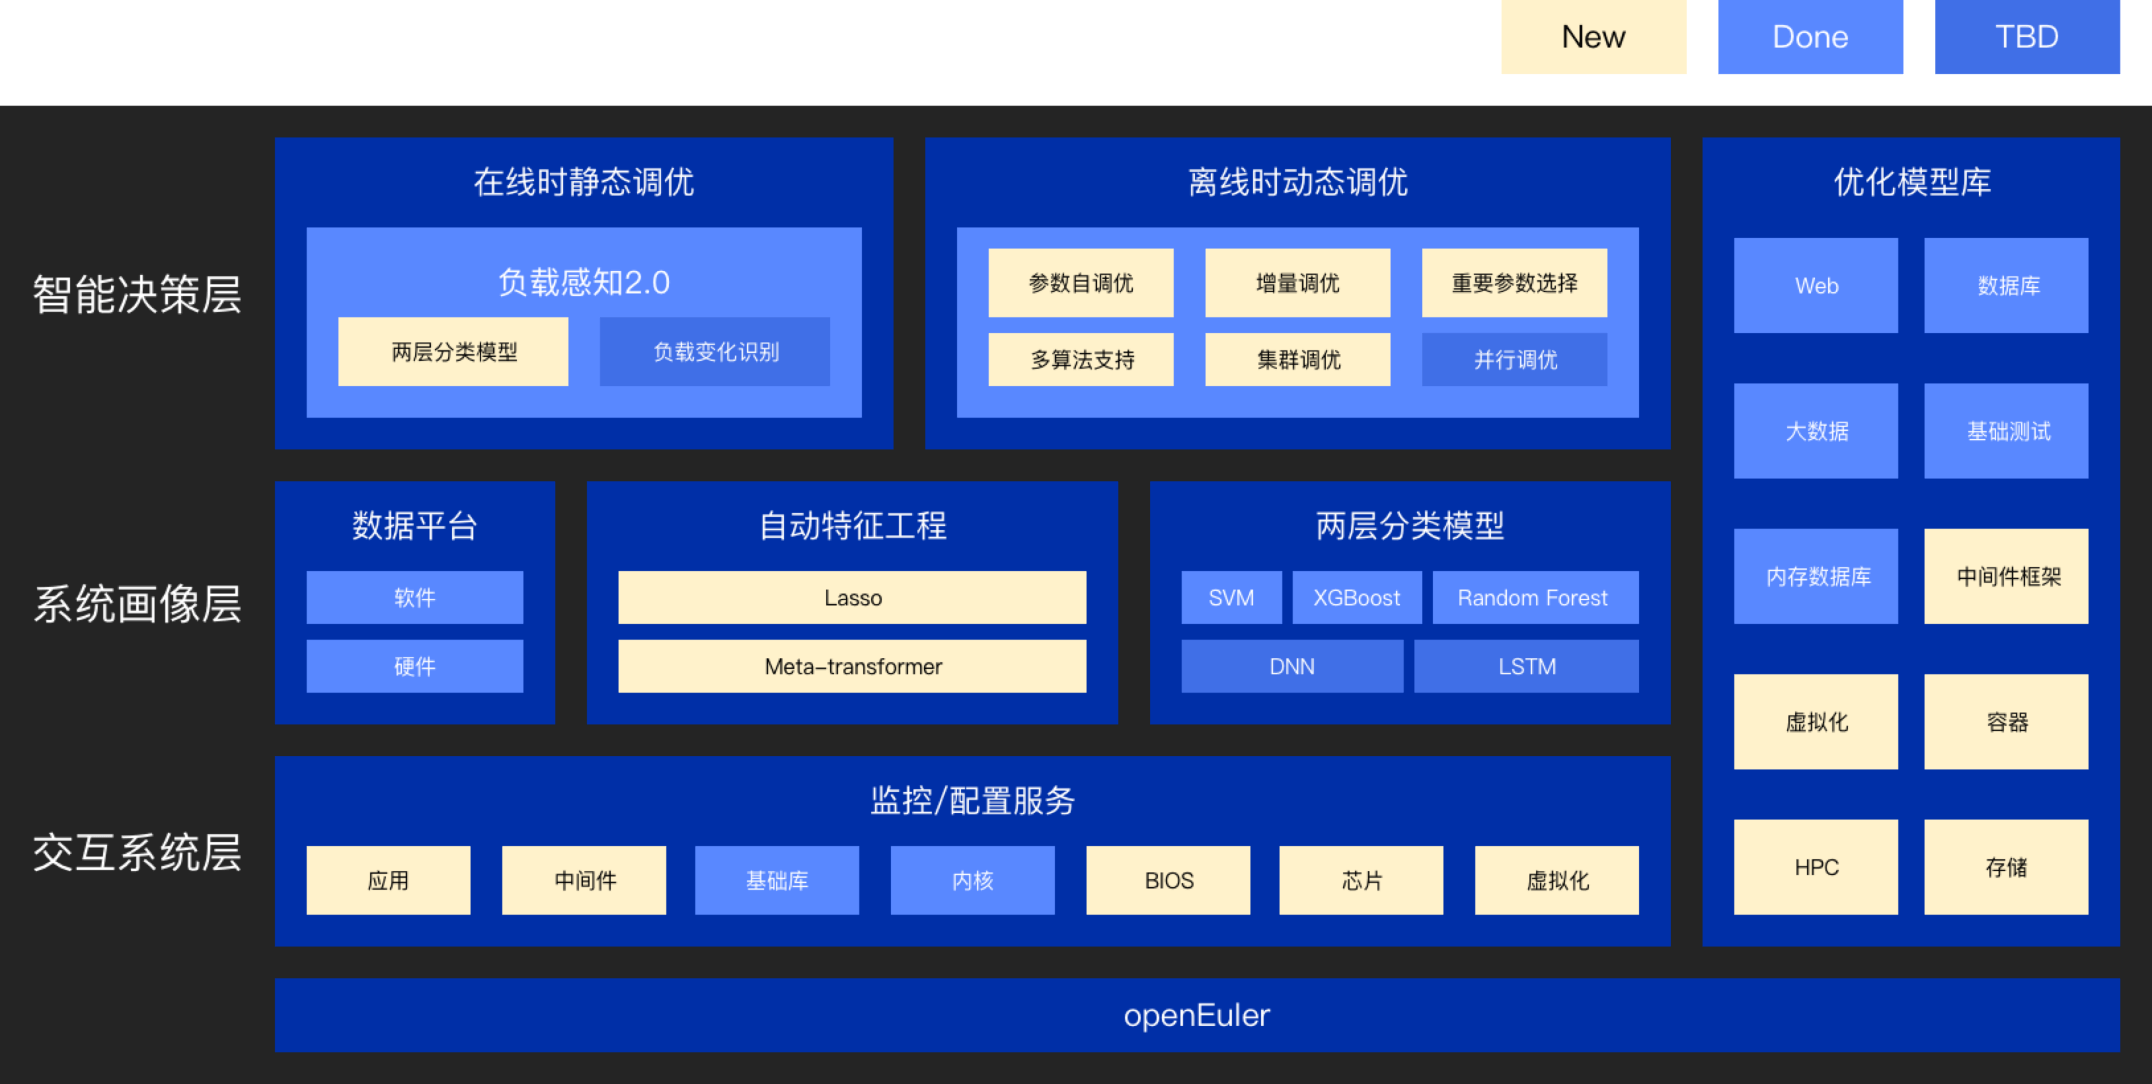 New
Done
TBD
智能决策层
在线时静态调优
负载感知2.0
两层分类模型
负载变化识别
离线时动态调优
参数自调优
增量调优
重要参数选择
多算法支持
集群调优
并行调优
优化模型库
Web
数据库
大数据
基础测试
内存数据库
中间件框架
虚拟化
容器
HPC
存储
系统画像层
数据平台
软件
硬件
自动特征工程
Lasso
Meta-transformer
两层分类模型
SVM
XGBoost
Random Forest
DNN
LSTM
交互系统层
监控/配置服务
应用
中间件
基础库
内核
BIOS
芯片
虚拟化
openEuler